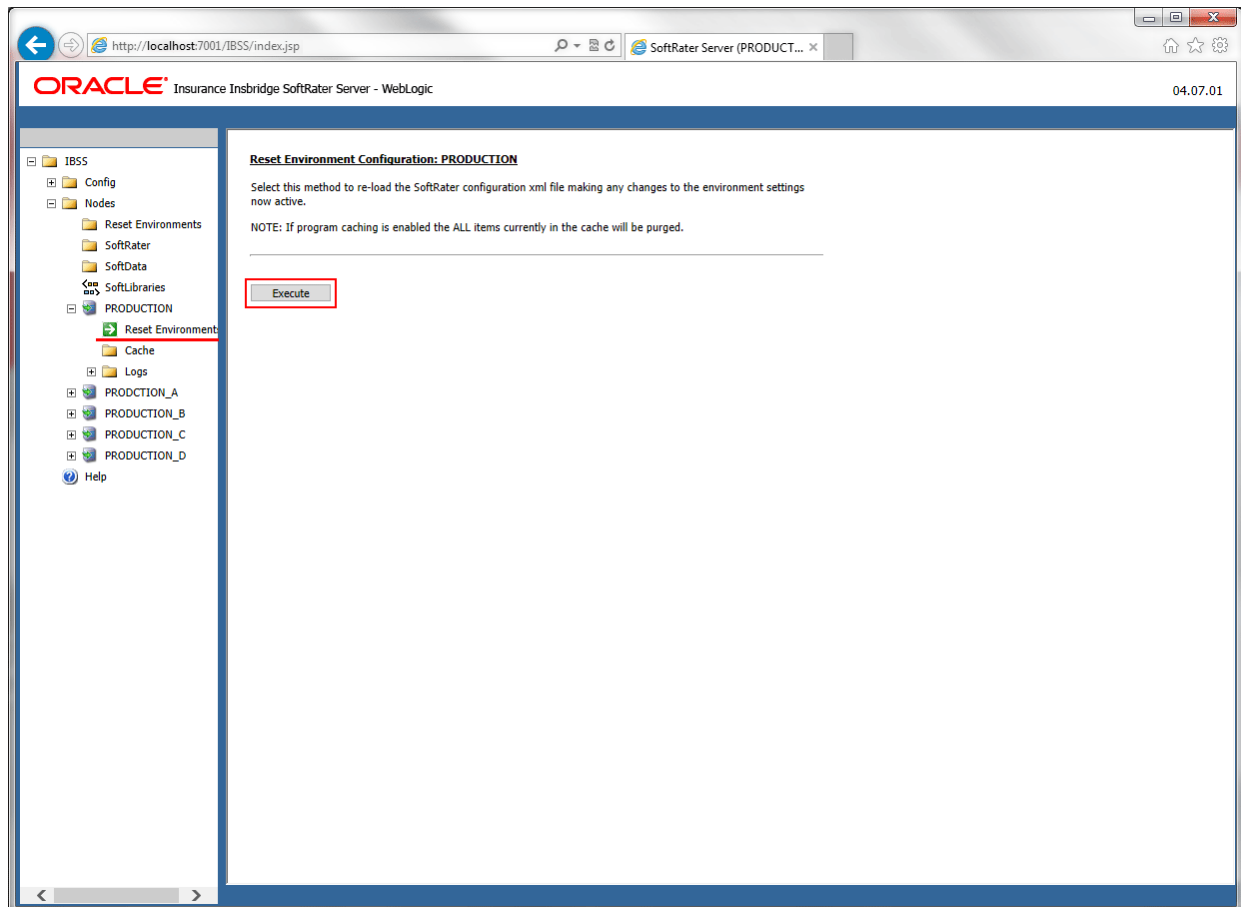 http://localhost:7001/IBSS/index.jsp
SoftRater Server (PRODUCT...
ORACLE Insurance Insbridge SoftRater Server - WebLogic
04.07.01
IBSS
Config
Nodes
Reset Environments
SoftRater
SoftData
SoftLibraries
PRODUCTION
Reset Environment
Cache
Logs
PRODCTION_A
PRODUCTION_B
PRODUCTION_C
PRODUCTION_D
Help
Reset Environment Configuration: PRODUCTION
Select this method to re-load the SoftRater configuration xml file making any changes to the environment settings
now active.
NOTE: If program caching is enabled the ALL items currently in the cache will be purged.
Execute